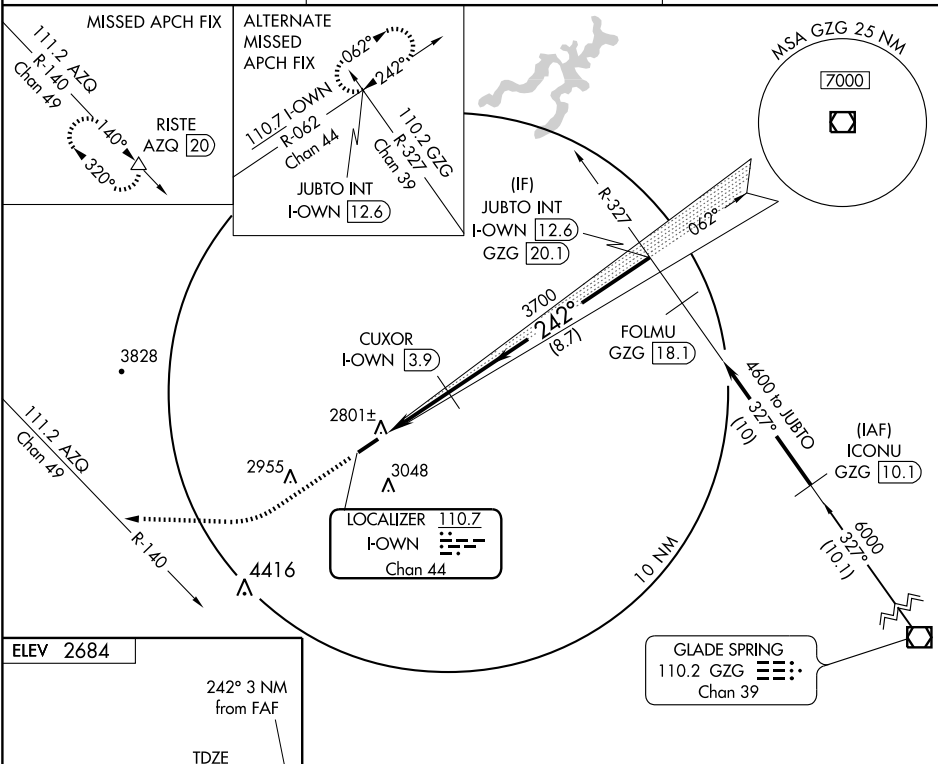 MISSED APCH FIX
111.2 AZQ
R-140
Chan 49
140°
320°
RISTE
AZQ 20
ALTERNATE
MISSED
APCH FIX
062°
242°
110.7 I-OWN
R-062
Chan 44
110.2 GZG
R-327
Chan 39
JUBTO INT
I-OWN 12.6
MSA GZG 25 NM
7000
(IF)
JUBTO INT
I-OWN 12.6
GZG 20.1
R-327
062°
3700
242°
(8.7)
CUXOR
I-OWN 3.9
FOLMU
GZG 18.1
3828
2801±
2955
3048
4416
111.2 AZQ
Chan 49
R-140
LOCALIZER 110.7
I-OWN
Chan 44
4600 to JUBTO
327°
(10)
(IAF)
ICONU
GZG 10.1
6000
327°
(10.1)
10 NM
GLADE SPRING
110.2 GZG
Chan 39
ELEV 2684
242° 3 NM
from FAF
TDZE